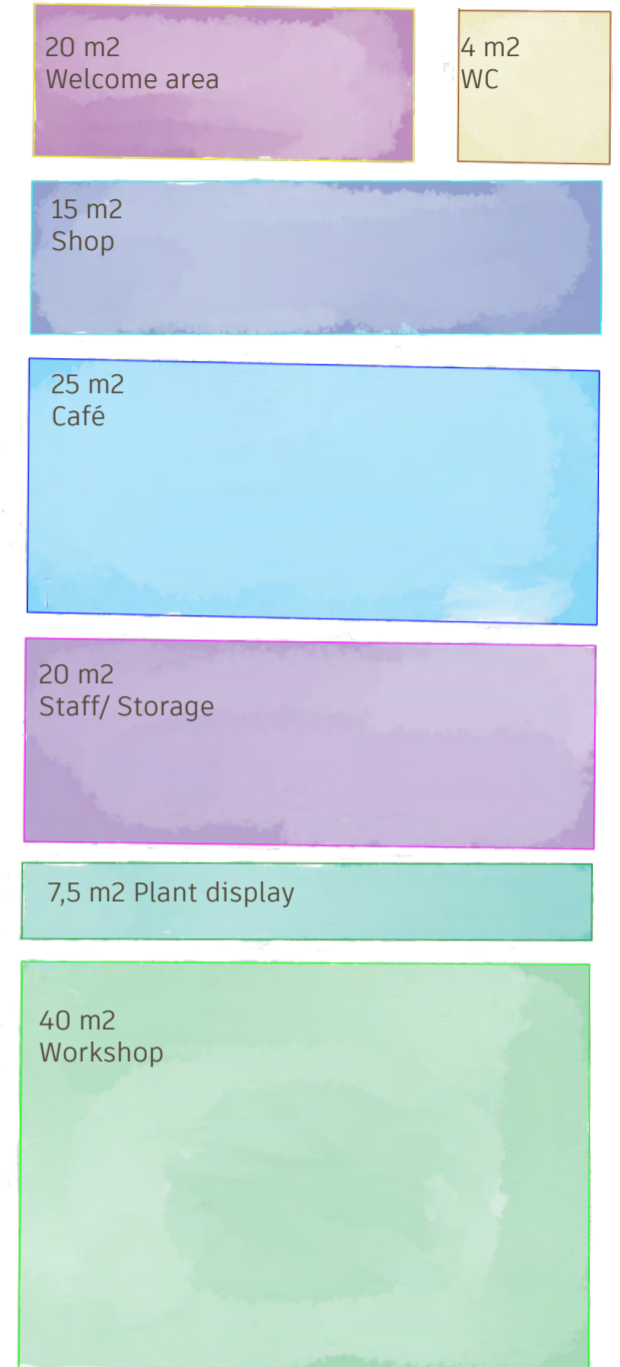 20 m2
Welcome area
4 m2
WC
15 m2
Shop
25 m2
Café
20 m2
Staff/ Storage
7,5 m2 Plant display
40 m2
Workshop